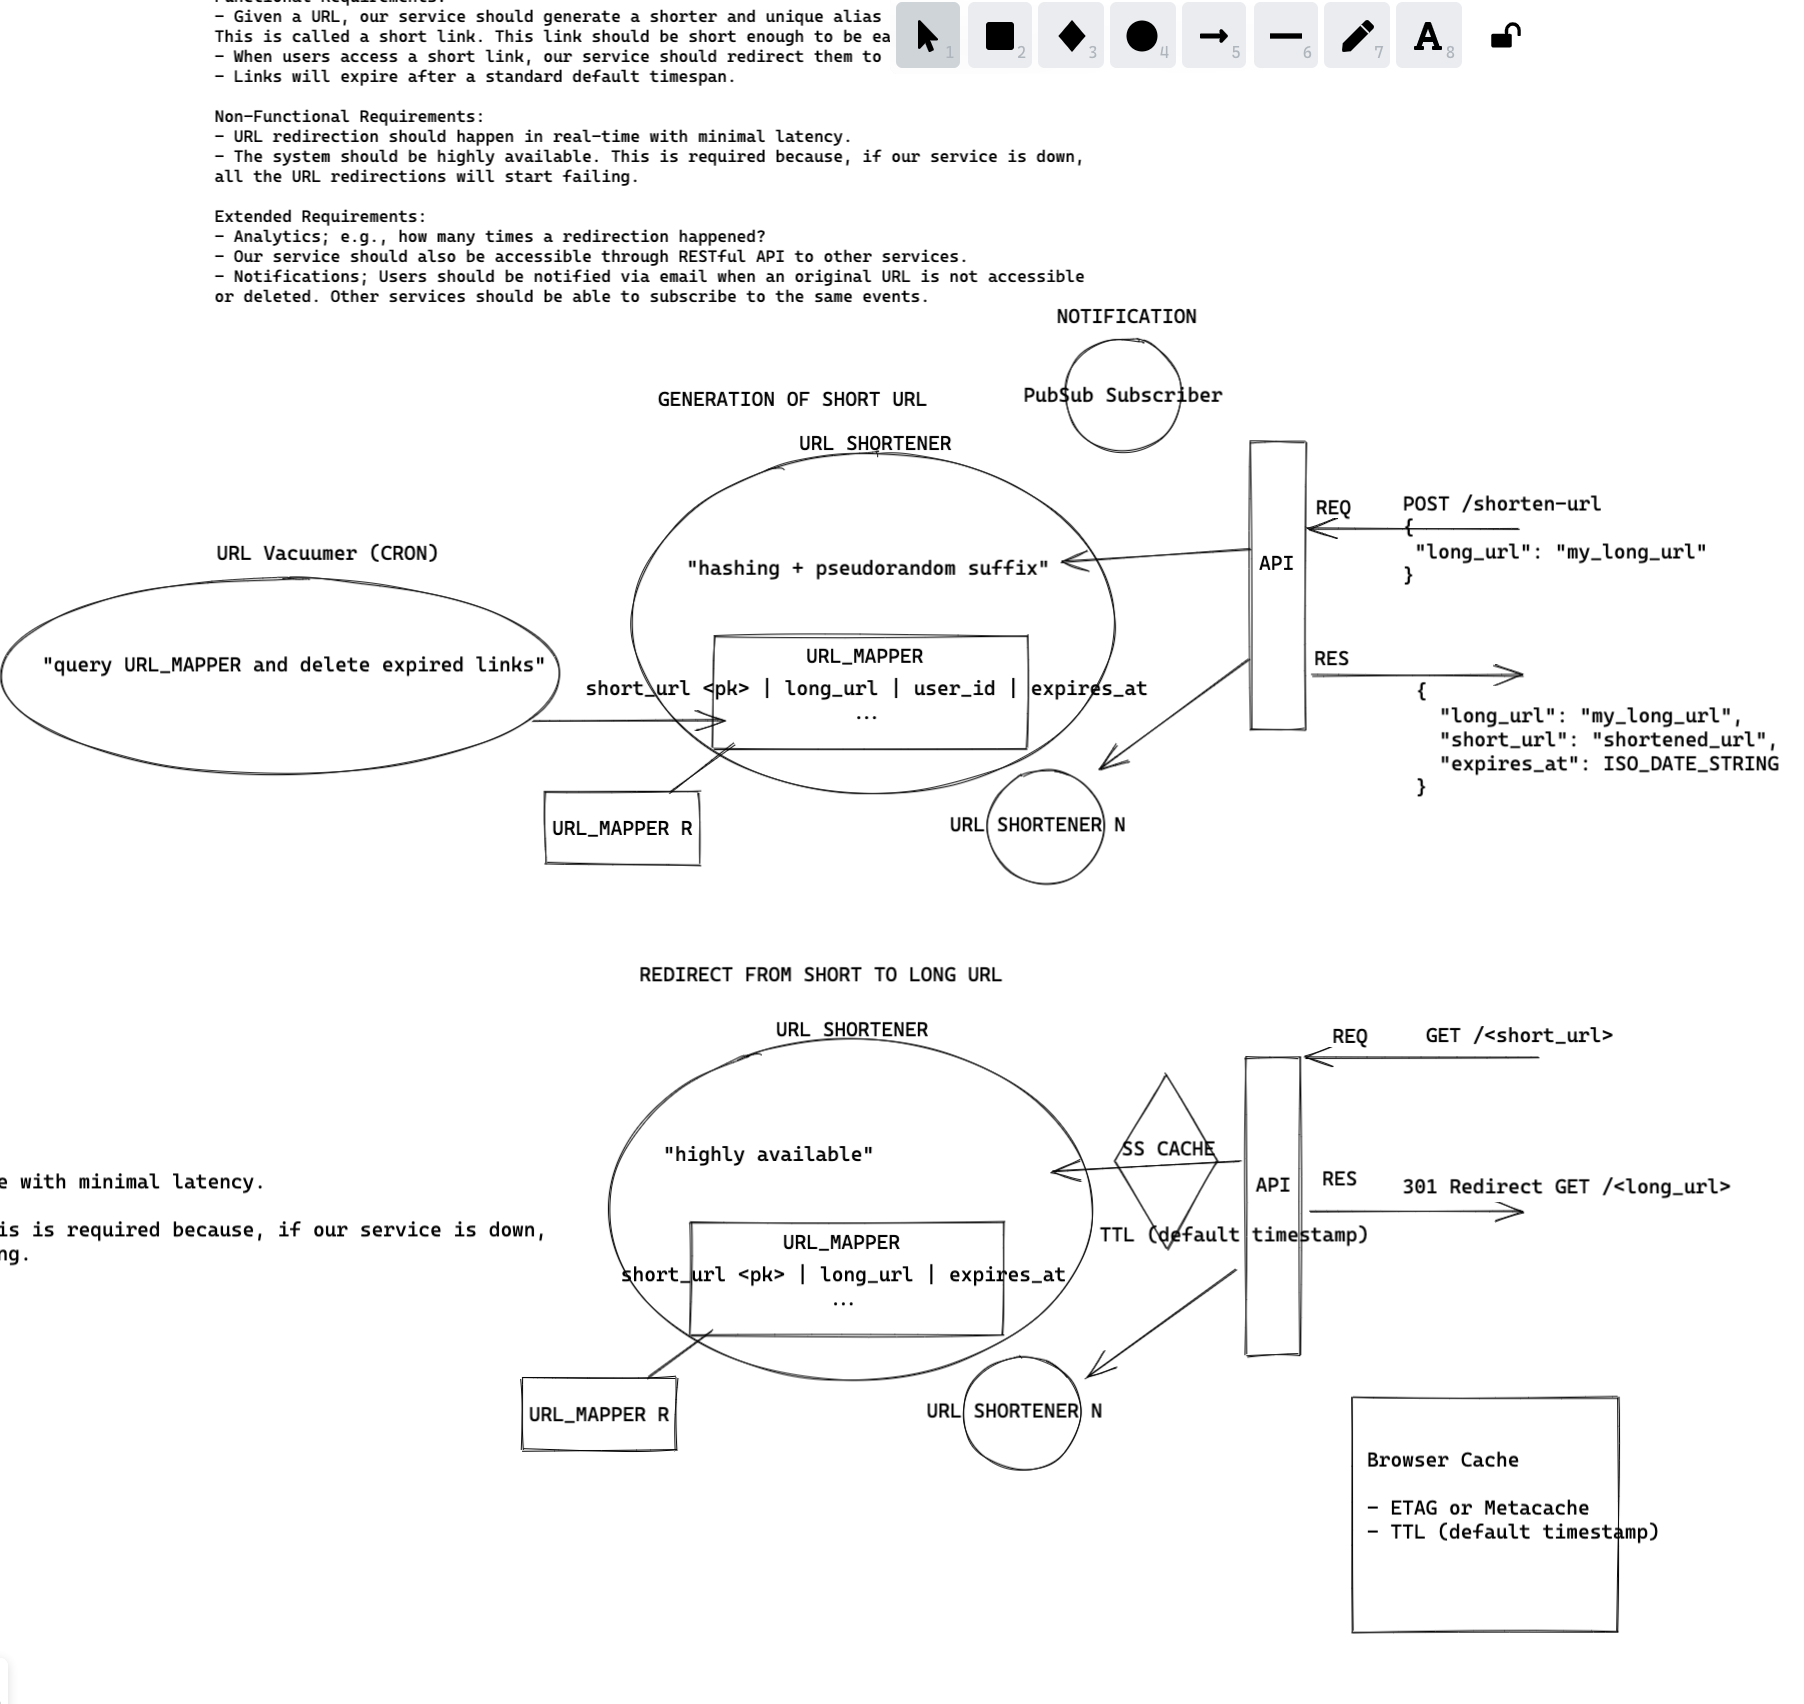 Functional Requirements:
- Given a URL, our service should generate a shorter and unique alias
This is called a short link. This link should be short enough to be ea
- When users access a short link, our service should redirect them to
- Links will expire after a standard default timespan.
1
2
3
4
5
6
7
A
8
Non-Functional Requirements:
- URL redirection should happen in real-time with minimal latency.
- The system should be highly available. This is required because, if our service is down,
all the URL redirections will start failing.
Extended Requirements:
- Analytics; e.g., how many times a redirection happened?
- Our service should also be accessible through RESTful API to other services.
- Notifications; Users should be notified via email when an original URL is not accessible
or deleted. Other services should be able to subscribe to the same events.
NOTIFICATION
PubSub Subscriber
GENERATION OF SHORT URL
URL SHORTENER
"hashing + pseudorandom suffix"
URL_MAPPER
short_url <pk> | long_url | user_id | expires_at
...
URL Vacuumer (CRON)
"query URL_MAPPER and delete expired links"
URL_MAPPER R
URL SHORTENER N
API
REQ
POST /shorten-url
{
"long_url": "my_long_url"
}
RES
{
"long_url": "my_long_url",
"short_url": "shortened_url",
"expires_at": ISO_DATE_STRING
}
REDIRECT FROM SHORT TO LONG URL
URL SHORTENER
"highly available"
URL_MAPPER
short_url <pk> | long_url | expires_at
...
URL_MAPPER R
URL SHORTENER N
SS CACHE
TTL (default timestamp)
API
REQ
GET /<short_url>
RES
301 Redirect GET /<long_url>
e with minimal latency.
is is required because, if our service is down,
ng.
Browser Cache
- ETAG or Metacache
- TTL (default timestamp)